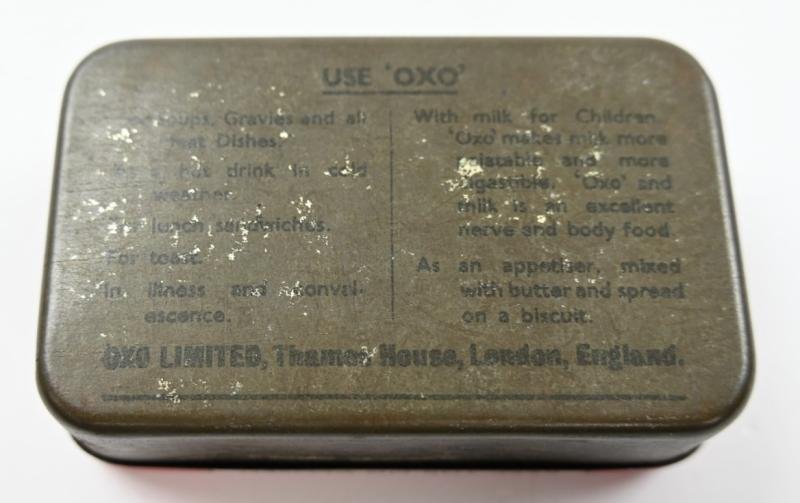 USE 'OXO'
Soups, Gravies and all
Meat Dishes.
As a hot drink in cold
weather.
For lunch sandwiches.
For toast.
In illness and conval-
escence.
With milk for Children.
'Oxo' makes milk more
palatable and more
digestible. 'Oxo' and
milk is an excellent
nerve and body food.
As an appetiser, mixed
with butter and spread
on a biscuit.
OXO LIMITED, Thames House, London, England.